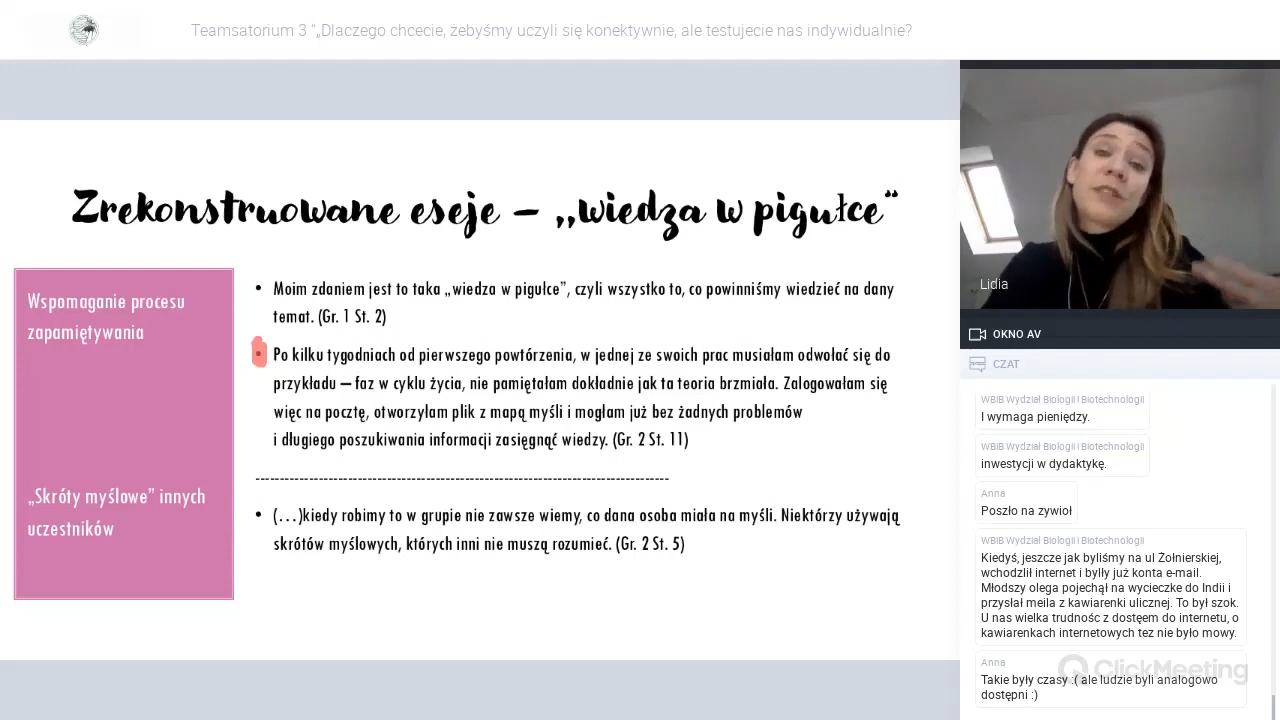 Teamsatorium 3 "„Dlaczego chcecie, żebyśmy uczyli się konektywnie, ale testujecie nas indywidualnie?
Zrekonstruowane eseje – ,,wiedza w pigułce"
Wspomaganie procesu
zapamiętywania
„Skróty myślowe" innych
uczestników
• Moim zdaniem jest to taka „wiedza w pigułce", czyli wszystko to, co powinniśmy wiedzieć na dany
temat. (Gr. 1 St. 2)
• Po kilku tygodniach od pierwszego powtórzenia, w jednej ze swoich prac musiałam odwołać się do
przykładu – faz w cyklu życia, nie pamiętałam dokładnie jak ta teoria brzmiała. Zalogowałam się
więc na pocztę, otworzyłam plik z mapą myśli i mogłam już bez żadnych problemów
i długiego poszukiwania informacji zasięgnąć wiedzy. (Gr. 2 St. 11)
-------------------------------------------------------------------------------------
• (…)kiedy robimy to w grupie nie zawsze wiemy, co dana osoba miała na myśli. Niektórzy używają
skrótów myślowych, których inni nie muszą rozumieć. (Gr. 2 St. 5)
Lidia
OKNO AV
CZAT
WBIB Wydział Biologii i Biotechnologii
I wymaga pieniędzy.
WBIB Wydział Biologii i Biotechnologii
inwestycji w dydaktykę.
Anna
Poszło na zywioł
WBIB Wydział Biologii i Biotechnologii
Kiedyś, jeszcze jak byliśmy na ul Żołnierskiej,
wchodzlił internet i byłły już konta e-mail.
Młodszy olega pojechął na wycieczke do Indii i
przysłał meila z kawiarenki ulicznej. To był szok.
U nas wielka trudnośc z dostęem do internetu, o
kawiarenkach internetowych tez nie było mowy.
Anna
Takie były czasy :( ale ludzie byli analogowo
dostępni :)
ClickMeeting